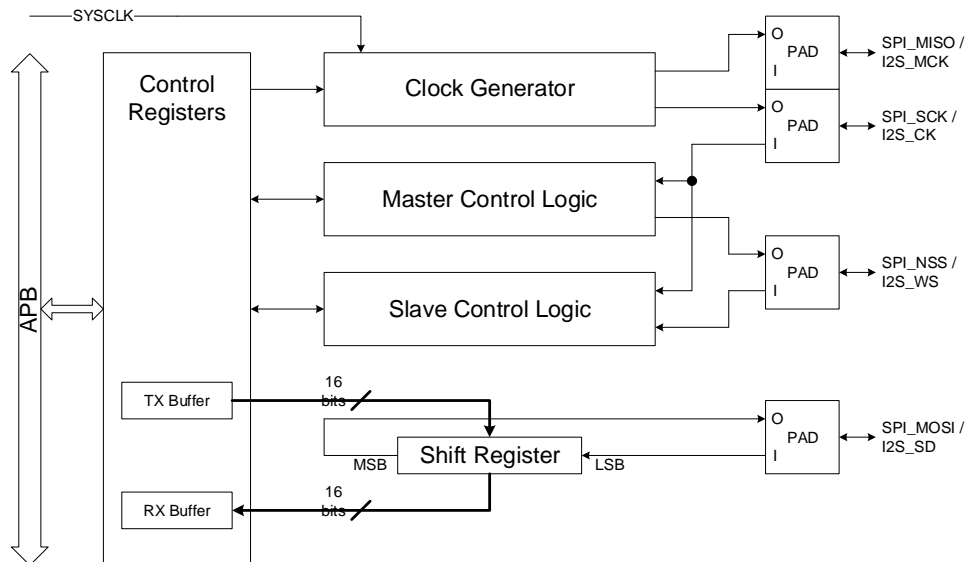 SYSCLK
Control
Registers
Clock Generator
O
PAD
I
SPI_MISO /
I2S_MCK
O
PAD
I
SPI_SCK /
I2S_CK
Master Control Logic
O
PAD
I
SPI_NSS /
I2S_WS
Slave Control Logic
APB
TX Buffer
16
bits
O
PAD
I
SPI_MOSI /
I2S_SD
MSB
Shift Register
LSB
RX Buffer
16
bits